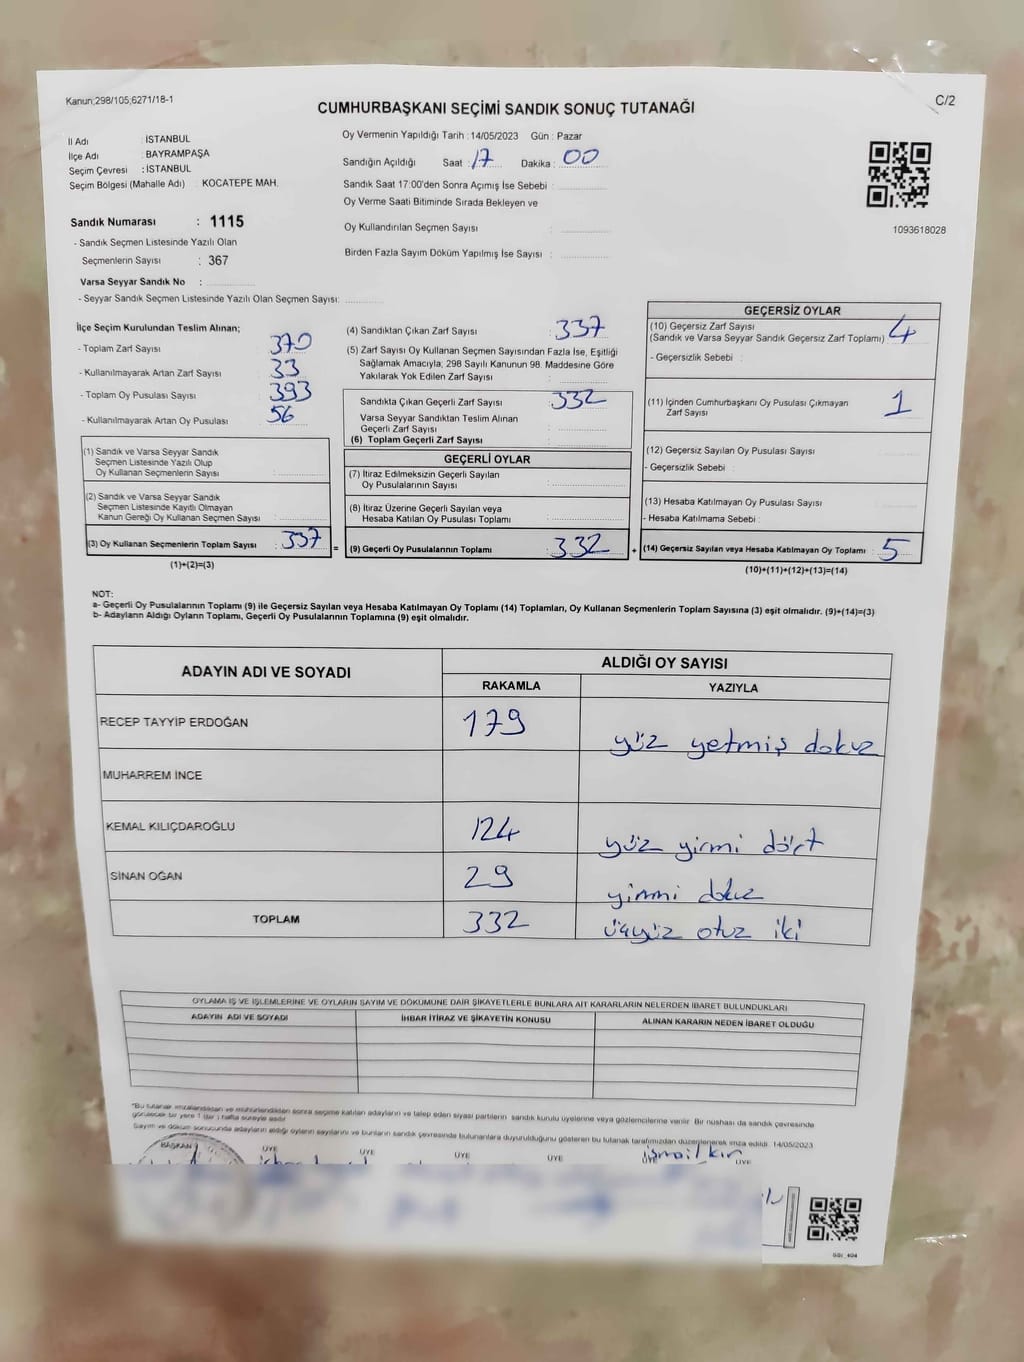 Kanun;298/105;6271/18-1
C/2
CUMHURBAŞKANI SEÇİMİ SANDIK SONUÇ TUTANAĞI
İl Adı : İSTANBUL
İlçe Adı : BAYRAMPAŞA
Seçim Çevresi : İSTANBUL
Seçim Bölgesi (Mahalle Adı) : KOCATEPE MAH.
Oy Vermenin Yapıldığı Tarih : 14/05/2023 Gün : Pazar
Sandığın Açıldığı Saat : 17 Dakika : 00
Sandık Saat 17:00'den Sonra Açımış İse Sebebi :
Oy Verme Saati Bitiminde Sırada Bekleyen ve
Oy Kullandırılan Seçmen Sayısı :
Birden Fazla Sayım Döküm Yapılmış İse Sayısı :
1093618028
Sandık Numarası : 1115
- Sandık Seçmen Listesinde Yazılı Olan
Seçmenlerin Sayısı : 367
Varsa Seyyar Sandık No :
- Seyyar Sandık Seçmen Listesinde Yazılı Olan Seçmen Sayısı:
İlçe Seçim Kurulundan Teslim Alınan;
- Toplam Zarf Sayısı : 370
- Kullanılmayarak Artan Zarf Sayısı : 33
- Toplam Oy Pusulası Sayısı : 393
- Kullanılmayarak Artan Oy Pusulası : 56
(1) Sandık ve Varsa Seyyar Sandık
Seçmen Listesinde Yazılı Olup
Oy Kullanan Seçmenlerin Sayısı :
(2) Sandık ve Varsa Seyyar Sandık
Seçmen Listesinde Kayıtlı Olmayan
Kanun Gereği Oy Kullanan Seçmen Sayısı :
(3) Oy Kullanan Seçmenlerin Toplam Sayısı : 337
(1)+(2)=(3)
(4) Sandıktan Çıkan Zarf Sayısı : 337
(5) Zarf Sayısı Oy Kullanan Seçmen Sayısından Fazla İse, Eşitliği
Sağlamak Amacıyla; 298 Sayılı Kanunun 98. Maddesine Göre
Yakılarak Yok Edilen Zarf Sayısı :
Sandıkta Çıkan Geçerli Zarf Sayısı : 332
Varsa Seyyar Sandıktan Teslim Alınan
Geçerli Zarf Sayısı :
(6) Toplam Geçerli Zarf Sayısı :
GEÇERLİ OYLAR
(7) İtiraz Edilmeksizin Geçerli Sayılan
Oy Pusulalarının Sayısı :
(8) İtiraz Üzerine Geçerli Sayılan veya
Hesaba Katılan Oy Pusulası Toplamı :
= (9) Geçerli Oy Pusulalarının Toplamı : 332
GEÇERSİZ OYLAR
(10) Geçersiz Zarf Sayısı : 4
(Sandık ve Varsa Seyyar Sandık Geçersiz Zarf Toplamı)
- Geçersizlik Sebebi :
(11) İçinden Cumhurbaşkanı Oy Pusulası Çıkmayan 1
Zarf Sayısı
(12) Geçersiz Sayılan Oy Pusulası Sayısı
- Geçersizlik Sebebi :
(13) Hesaba Katılmayan Oy Pusulası Sayısı
- Hesaba Katılmama Sebebi :
+ (14) Geçersiz Sayılan veya Hesaba Katılmayan Oy Toplamı : 5
(10)+(11)+(12)+(13)=(14)
NOT:
a- Geçerli Oy Pusulalarının Toplamı (9) ile Geçersiz Sayılan veya Hesaba Katılmayan Oy Toplamı (14) Toplamları, Oy Kullanan Seçmenlerin Toplam Sayısına (3) eşit olmalıdır. (9)+(14)=(3)
b- Adayların Aldığı Oyların Toplamı, Geçerli Oy Pusulalarının Toplamına (9) eşit olmalıdır.
ADAYIN ADI VE SOYADI
ALDIĞI OY SAYISI
RAKAMLA YAZIYLA
RECEP TAYYİP ERDOĞAN 179 yüz yetmiş dokuz
MUHARREM İNCE
KEMAL KILIÇDAROĞLU 124 yüz yirmi dört
SİNAN OĞAN 29 yirmi dokuz
TOPLAM 332 üçyüz otuz iki
OYLAMA İŞ VE İŞLEMLERİNE VE OYLARIN SAYIM VE DÖKÜMÜNE DAİR ŞİKAYETLERLE BUNLARA AİT KARARLARIN NELERDEN İBARET BULUNDUKLARI
ADAYIN ADI VE SOYADI İHBAR İTİRAZ VE ŞİKAYETİN KONUSU ALINAN KARARIN NEDEN İBARET OLDUĞU
*Bu tutanak imzalandıktan ve mühürlendikten sonra seçime katılan adayların ve talep eden siyasi partilerin sandık kurulu üyelerine veya gözlemcilerine verilir. Bir nüshası da sandık çevresinde
görülecek bir yere 1 (bir) hafta süreyle asılır.
Sayım ve döküm sonucunda adayların aldığı oyların sayılarını ve bunların sandık çevresinde bulunanlara duyurulduğunu gösteren bu tutanak tarafımızdan düzenlenerek imza edildi. 14/05/2023
BAŞKAN ÜYE ÜYE ÜYE ÜYE ÜYE ÜYE